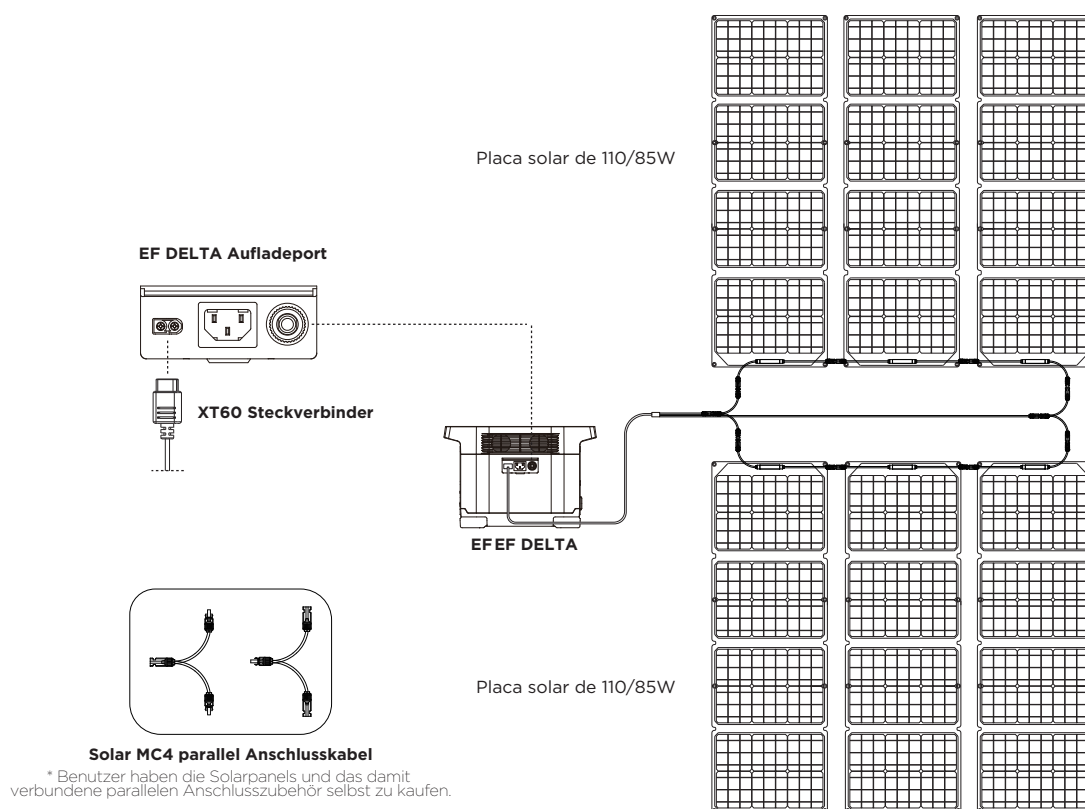 Placa solar de 110/85W
EF DELTA Aufladeport
XT60 Steckverbinder
EFEF DELTA
Placa solar de 110/85W
Solar MC4 parallel Anschlusskabel
* Benutzer haben die Solarpanels und das damit
verbundene parallelen Anschlusszubehör selbst zu kaufen.